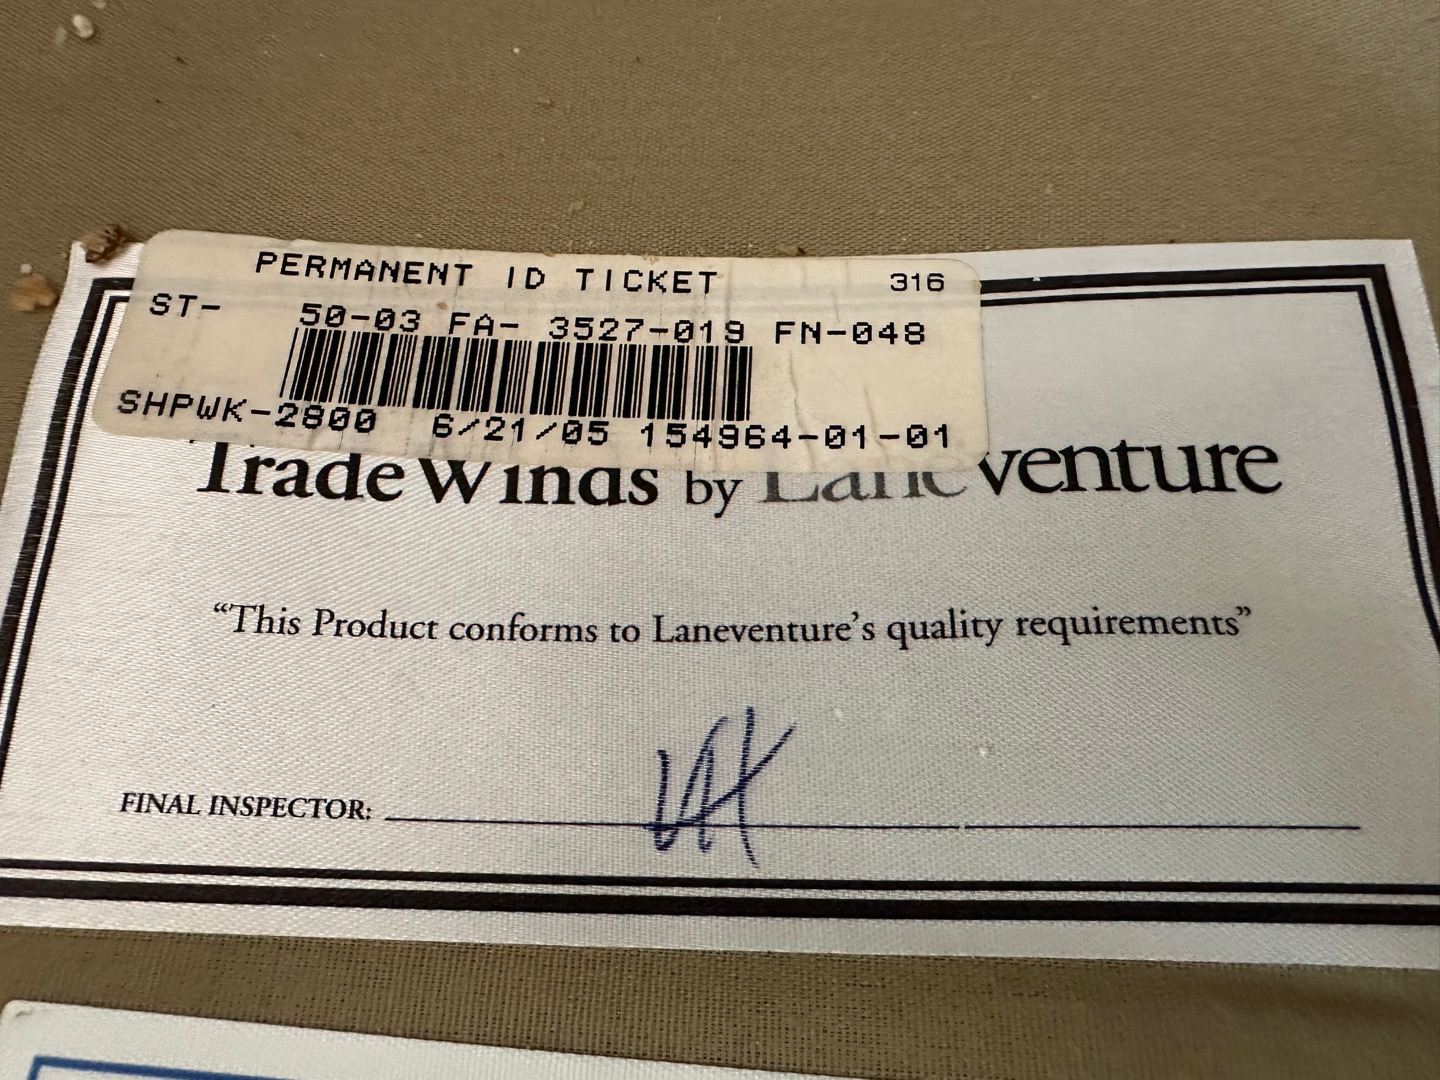 PERMANENT ID TICKET 316
ST- 50-03 FA- 3527-019 FN-048
SHPWK-2800 6/21/05 154964-01-01
TradeWinds by Laneventure
“This Product conforms to Laneventure’s quality requirements”
FINAL INSPECTOR: